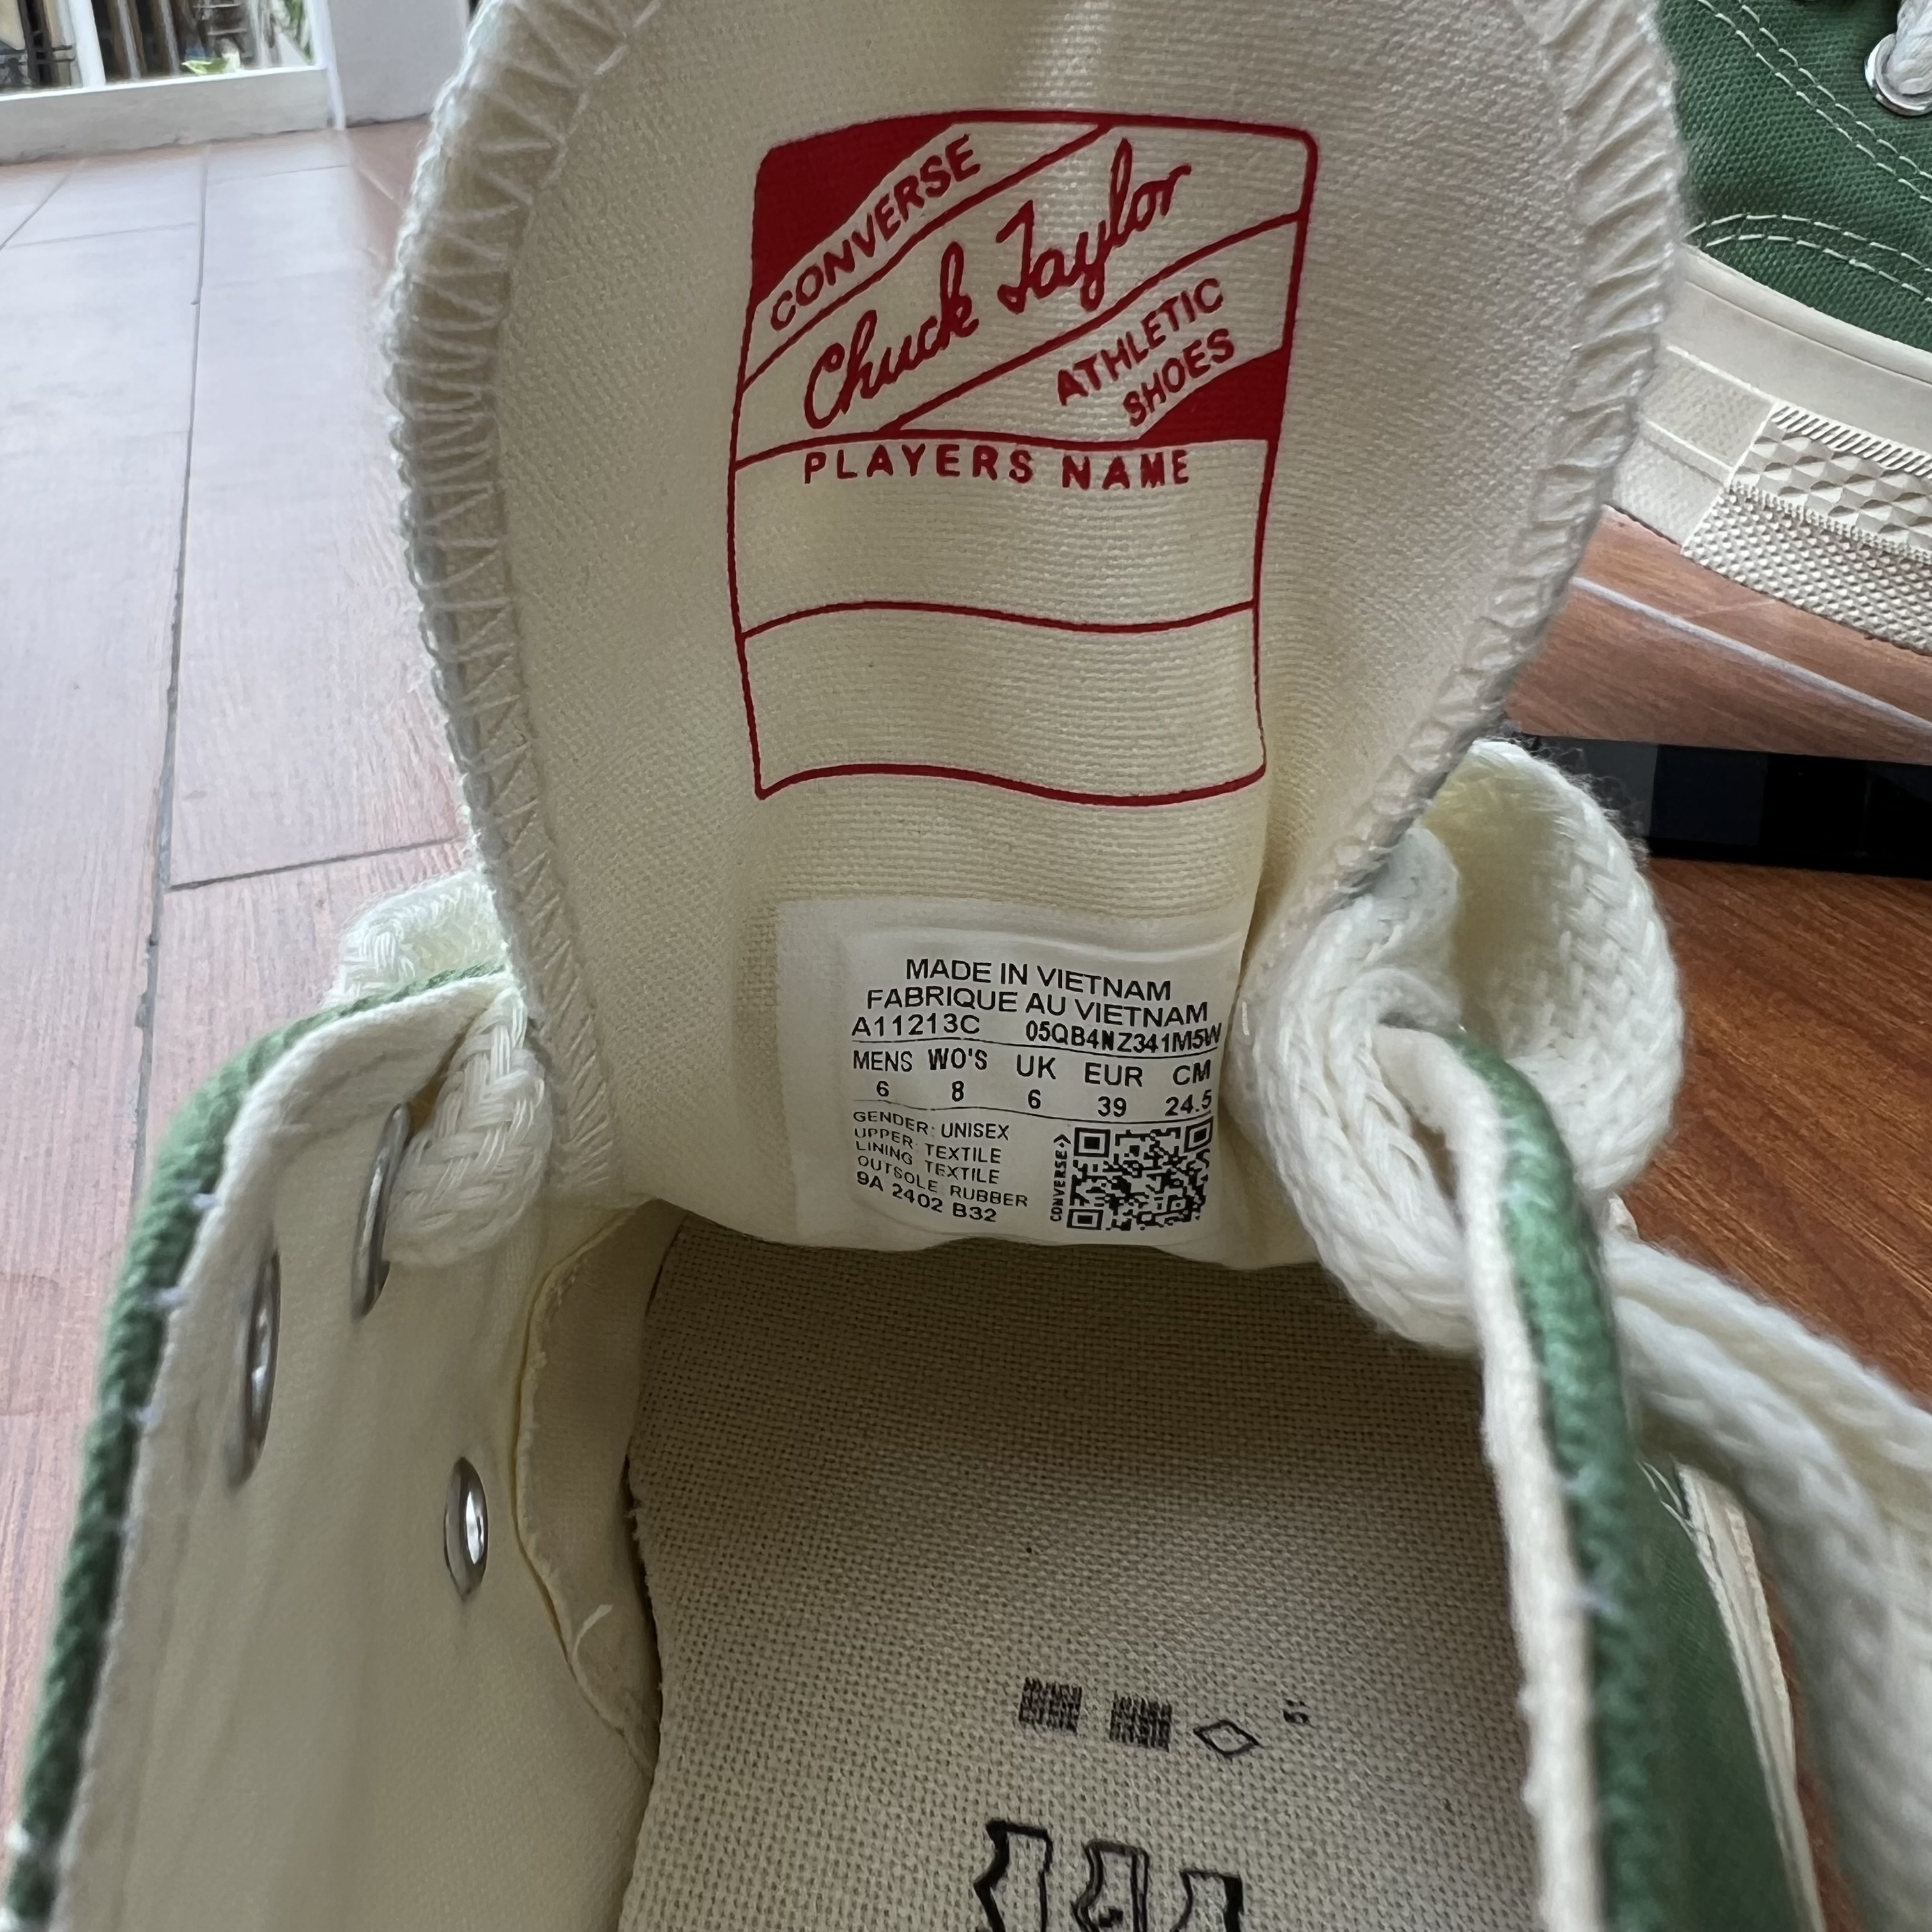 CONVERSE
Chuck Taylor
ATHLETIC
SHOES
PLAYERS NAME
MADE IN VIETNAM
FABRIQUE AU VIETNAM
A11213C 05QB4NZ341M5W
MENS WO'S UK EUR CM
6 8 6 39 24.5
GENDER: UNISEX
UPPER: TEXTILE
LINING: TEXTILE
OUTSOLE: RUBBER
9A 2402 B32
CONVERSE